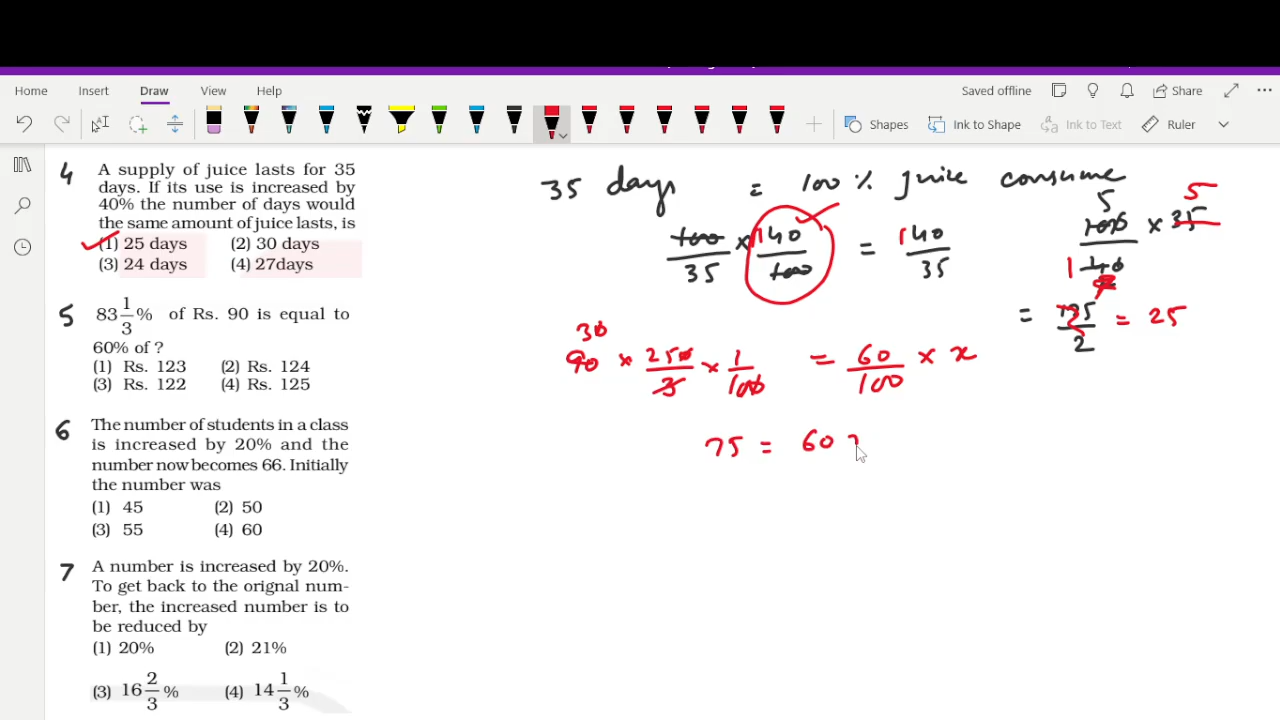 Home Insert Draw View Help Saved offline Share
Shapes Ink to Shape Ink to Text Ruler
4 A supply of juice lasts for 35
days. If its use is increased by
40% the number of days would
the same amount of juice lasts, is
(1) 25 days (2) 30 days
(3) 24 days (4) 27days
5 83 1/3 % of Rs. 90 is equal to
60% of ?
(1) Rs. 123 (2) Rs. 124
(3) Rs. 122 (4) Rs. 125
6 The number of students in a class
is increased by 20% and the
number now becomes 66. Initially
the number was
(1) 45 (2) 50
(3) 55 (4) 60
7 A number is increased by 20%.
To get back to the orignal num-
ber, the increased number is to
be reduced by
(1) 20% (2) 21%
(3) 16 2/3 % (4) 14 1/3 %
35 days = 100 % juice consume
100/35 × 140/100 = 140/35
5 5
100/140 × 35
= /2 = 25
30
90 × 250/3 × 1/100 = 60/100 × x
75 = 60